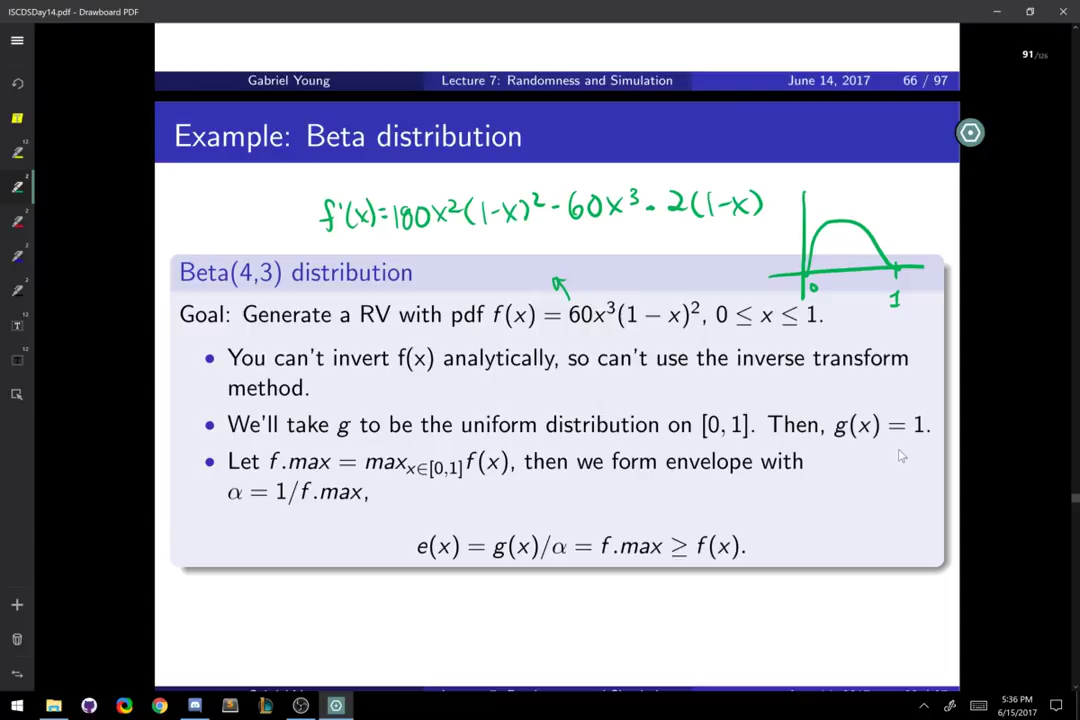 ISCDSDay14.pdf - Drawboard PDF
91/126
Gabriel Young Lecture 7: Randomness and Simulation June 14, 2017 66 / 97
Example: Beta distribution
f'(x)=180x²(1-x)² - 60x³ · 2(1-x)
Beta(4,3) distribution
0
1
Goal: Generate a RV with pdf f(x) = 60x³(1 − x)², 0 ≤ x ≤ 1.
• You can't invert f(x) analytically, so can't use the inverse transform
method.
• We'll take g to be the uniform distribution on [0, 1]. Then, g(x) = 1.
• Let f.max = max_{x∈[0,1]} f(x), then we form envelope with
α = 1/f.max,
e(x) = g(x)/α = f.max ≥ f(x).
5:36 PM
6/15/2017